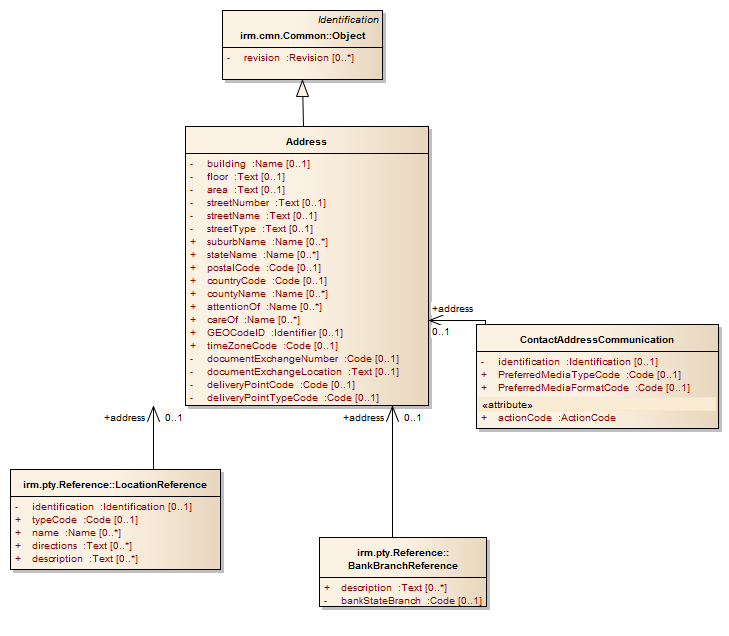 Identification
irm.cmn.Common::Object
- revision :Revision [0..*]
Address
- building :Name [0..1]
- floor :Text [0..1]
- area :Text [0..1]
- streetNumber :Text [0..1]
- streetName :Text [0..1]
- streetType :Text [0..1]
+ suburbName :Name [0..*]
+ stateName :Name [0..*]
+ postalCode :Code [0..1]
+ countryCode :Code [0..1]
+ countyName :Name [0..*]
+ attentionOf :Name [0..*]
+ careOf :Name [0..*]
+ GEOCodeID :Identifier [0..1]
+ timeZoneCode :Code [0..1]
- documentExchangeNumber :Code [0..1]
- documentExchangeLocation :Text [0..1]
- deliveryPointCode :Code [0..1]
- deliveryPointTypeCode :Code [0..1]
+address
0..1
ContactAddressCommunication
- identification :Identification [0..1]
+ PreferredMediaTypeCode :Code [0..1]
+ PreferredMediaFormatCode :Code [0..1]
«attribute»
+ actionCode :ActionCode
+address 0..1
+address 0..1
irm.pty.Reference::LocationReference
- identification :Identification [0..1]
+ typeCode :Code [0..1]
+ name :Name [0..*]
+ directions :Text [0..*]
+ description :Text [0..*]
irm.pty.Reference::
BankBranchReference
+ description :Text [0..*]
- bankStateBranch :Code [0..1]